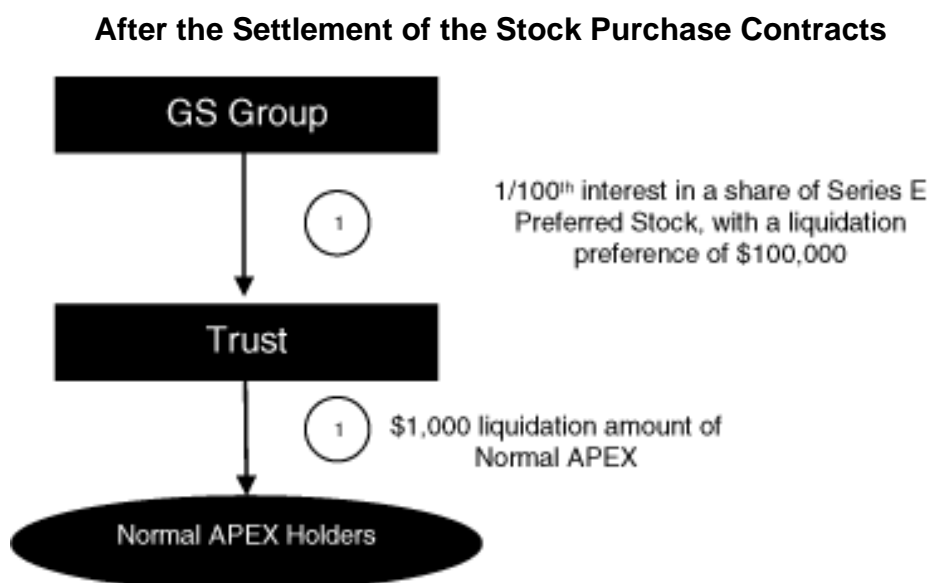 After the Settlement of the Stock Purchase Contracts
GS Group
1
1/100th interest in a share of Series E
Preferred Stock, with a liquidation
preference of $100,000
Trust
1
$1,000 liquidation amount of
Normal APEX
Normal APEX Holders